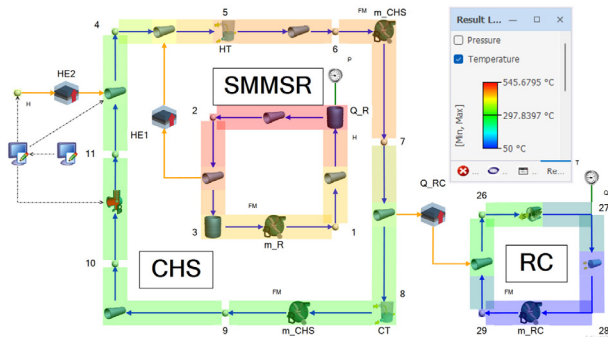 5
FM
m_CHS
Result L...
Pressure
Temperature
545.6795 °C
297.8397 °C
50 °C
[Min, Max]
Re...
4
HT
6
P
HE2
H
SMMSR
Q_R
2
HE1
H
11
7
T
Q_RC
26
27
Q
3
FM
m_R
1
CHS
RC
10
8
FM
FM
9
m_CHS
CT
29
m_RC
28